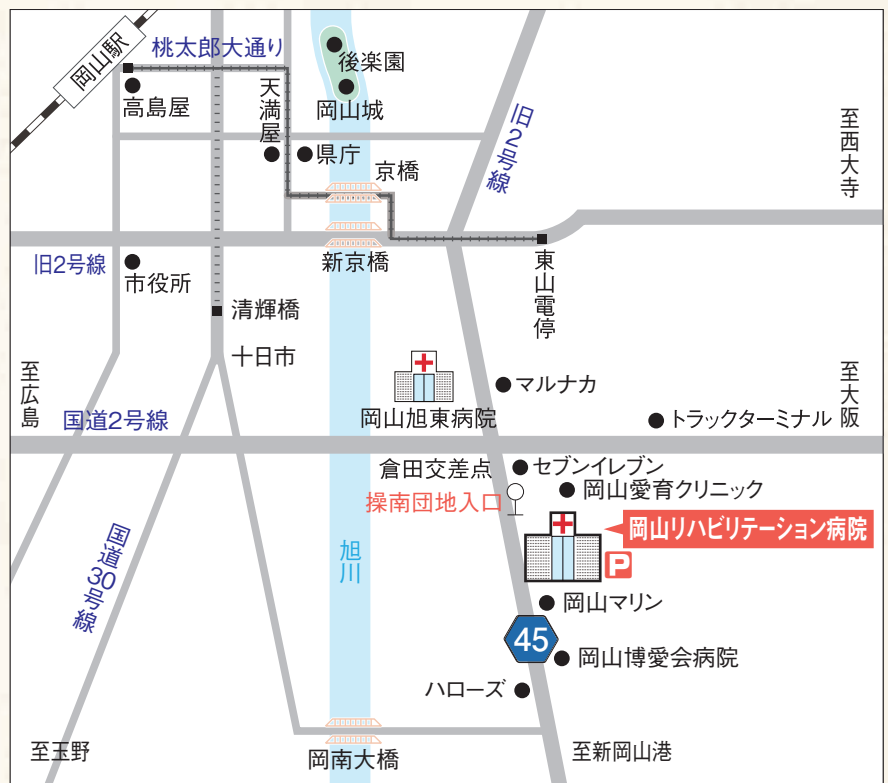 岡山駅
桃太郎大通り
後楽園
高島屋
天満屋
岡山城
旧2号線
至西大寺
県庁
京橋
旧2号線
市役所
新京橋
東山電停
清輝橋
十日市
至広島
マルナカ
至大阪
国道2号線
岡山旭東病院
トラックターミナル
倉田交差点
セブンイレブン
操南団地入口
岡山愛育クリニック
岡山リハビリテーション病院
P
国道30号線
旭川
岡山マリン
45
岡山博愛会病院
ハローズ
至玉野
岡南大橋
至新岡山港